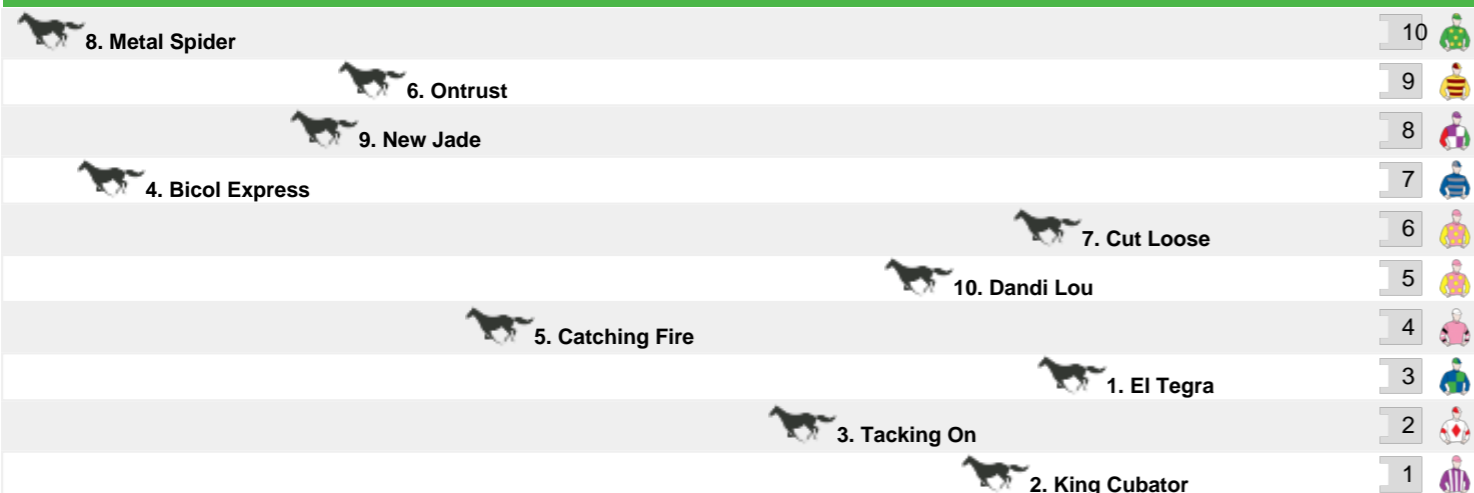 8. Metal Spider 10
6. Ontrust 9
9. New Jade 8
4. Bicol Express 7
7. Cut Loose 6
10. Dandi Lou 5
5. Catching Fire 4
1. El Tegra 3
3. Tacking On 2
2. King Cubator 1